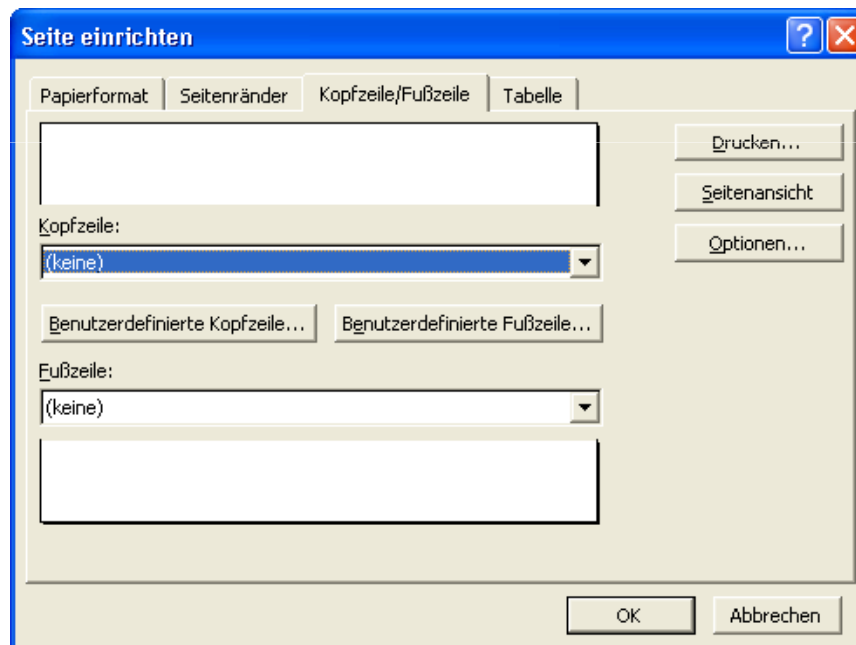 Seite einrichten
Papierformat Seitenränder Kopfzeile/Fußzeile Tabelle
Drucken...
Seitenansicht
Kopfzeile:
Optionen...
(keine)
Benutzerdefinierte Kopfzeile... Benutzerdefinierte Fußzeile...
Fußzeile:
(keine)
OK Abbrechen